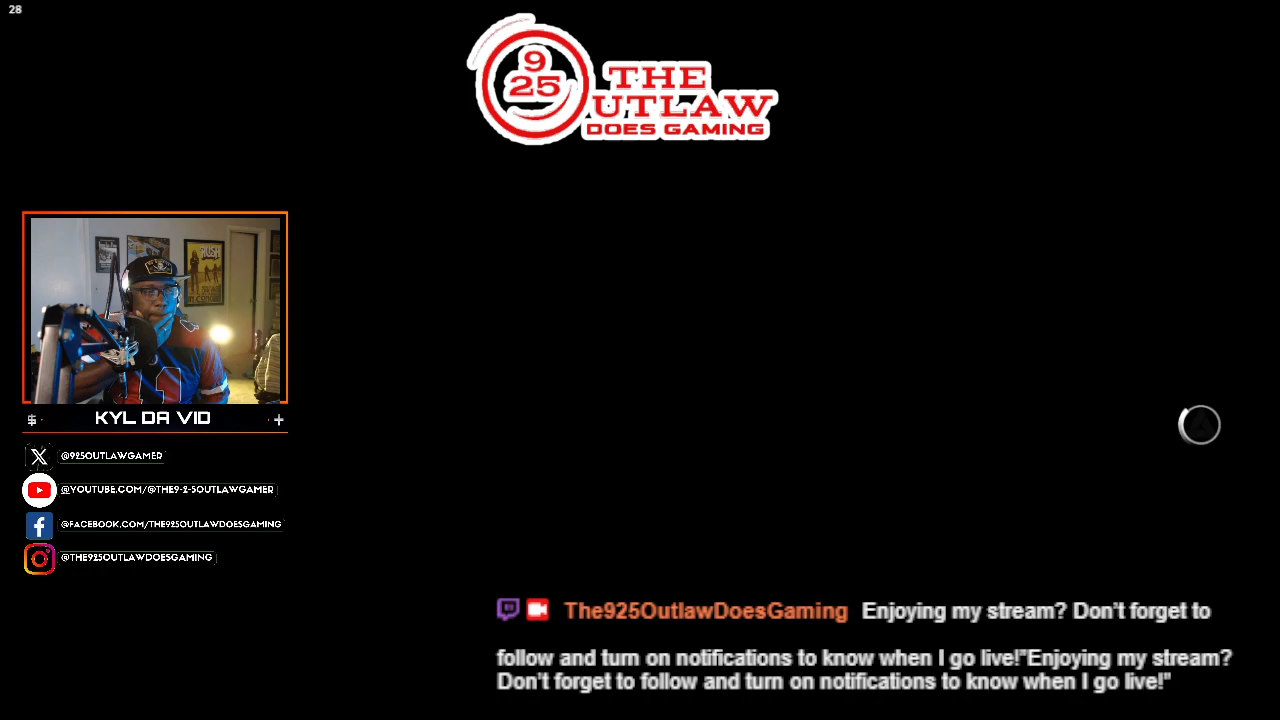 28
9
25
THE
OUTLAW
DOES GAMING
RUSH
KYL DA VID
@925OUTLAWGAMER
@YOUTUBE.COM/@THE9-2-5OUTLAWGAMER
@FACEBOOK.COM/THE925OUTLAWDOESGAMING
@THE925OUTLAWDOESGAMING
The925OutlawDoesGaming Enjoying my stream? Don't forget to
follow and turn on notifications to know when I go live!"Enjoying my stream?
Don't forget to follow and turn on notifications to know when I go live!"